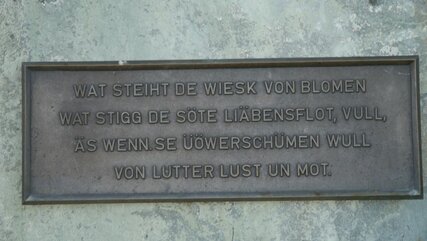 WAT STEIHT DE WIESK VON BLOMEN
WAT STIGG DE SÖTE LIÄBENSFLOT, VULL,
ÄS WENN SE ÜÖWERSCHÜMEN WULL
VON LUTTER LUST UN MOT.